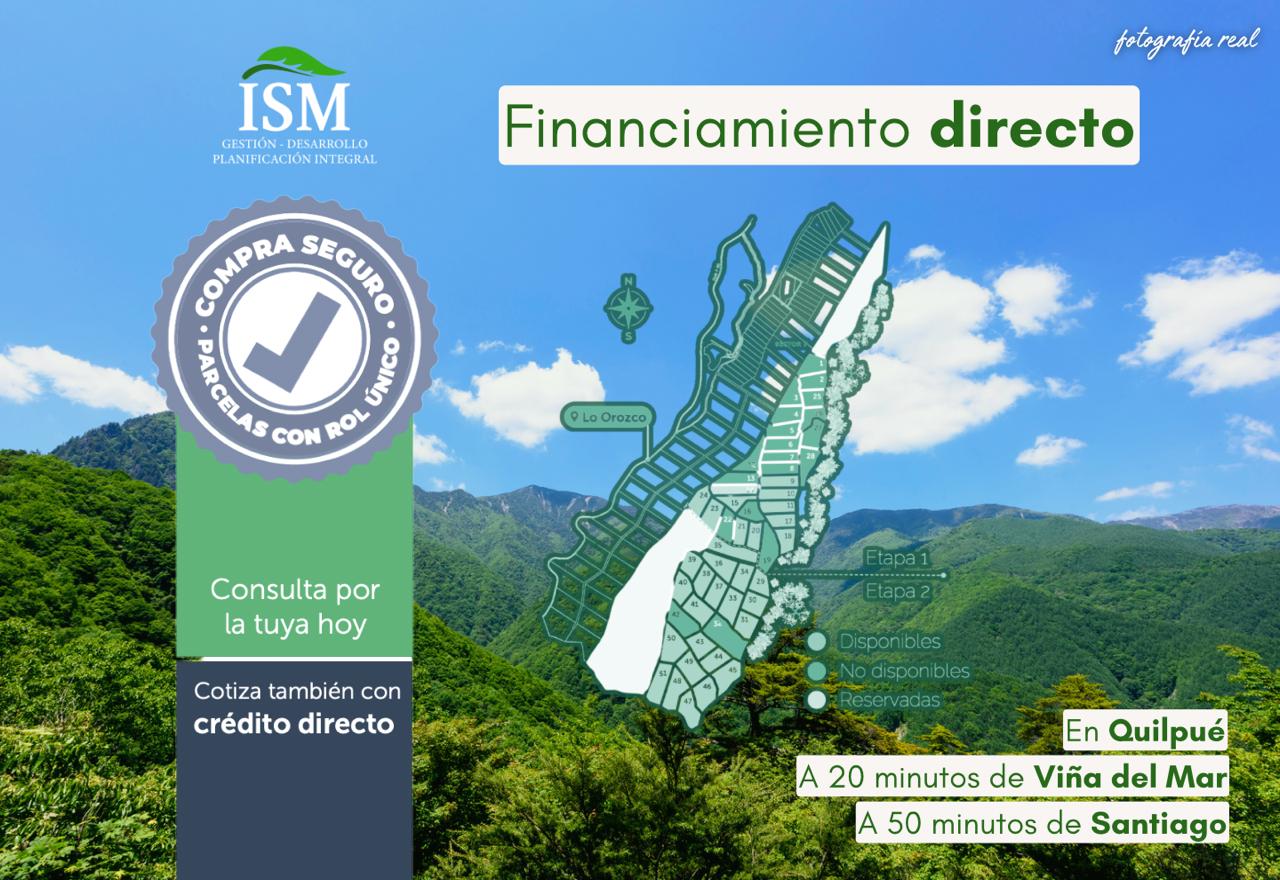 fotografía real
ISM
GESTIÓN - DESARROLLO
PLANIFICACIÓN INTEGRAL
Financiamiento directo
COMPRA SEGURO
PARCELAS CON ROL ÚNICO
N
S
Lo Orozco
Etapa 1
Etapa 2
Disponibles
No disponibles
Reservadas
Consulta por
la tuya hoy
Cotiza también con
crédito directo
En Quilpué
A 20 minutos de Viña del Mar
A 50 minutos de Santiago